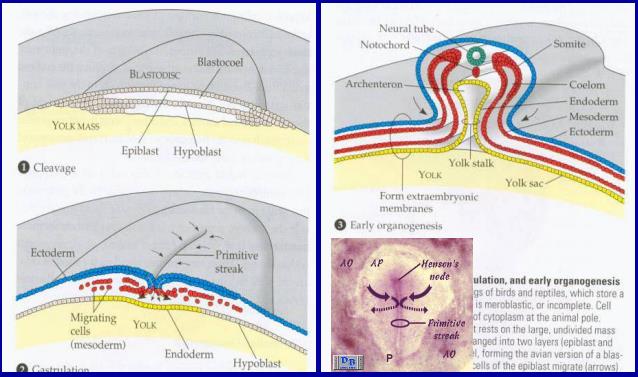 BLASTODISC
Blastocoel
YOLK MASS
Epiblast
Hypoblast
1 Cleavage
Ectoderm
Primitive
streak
Migrating
cells
(mesoderm)
YOLK
Endoderm
Hypoblast
2 Gastrulation
Neural tube
Notochord
Somite
Archenteron
Coelom
Endoderm
Mesoderm
Ectoderm
Yolk stalk
YOLK
Yolk sac
Form extraembryonic
membranes
3 Early organogenesis
AO
AP
Henson's
node
Primitive
streak
P
AO
DB
ulation, and early organogenesis
gs of birds and reptiles, which store a
is meroblastic, or incomplete. Cell
of cytoplasm at the animal pole.
t rests on the large, undivided mass
anged into two layers (epiblast and
el, forming the avian version of a blas-
cells of the epiblast migrate (arrows)